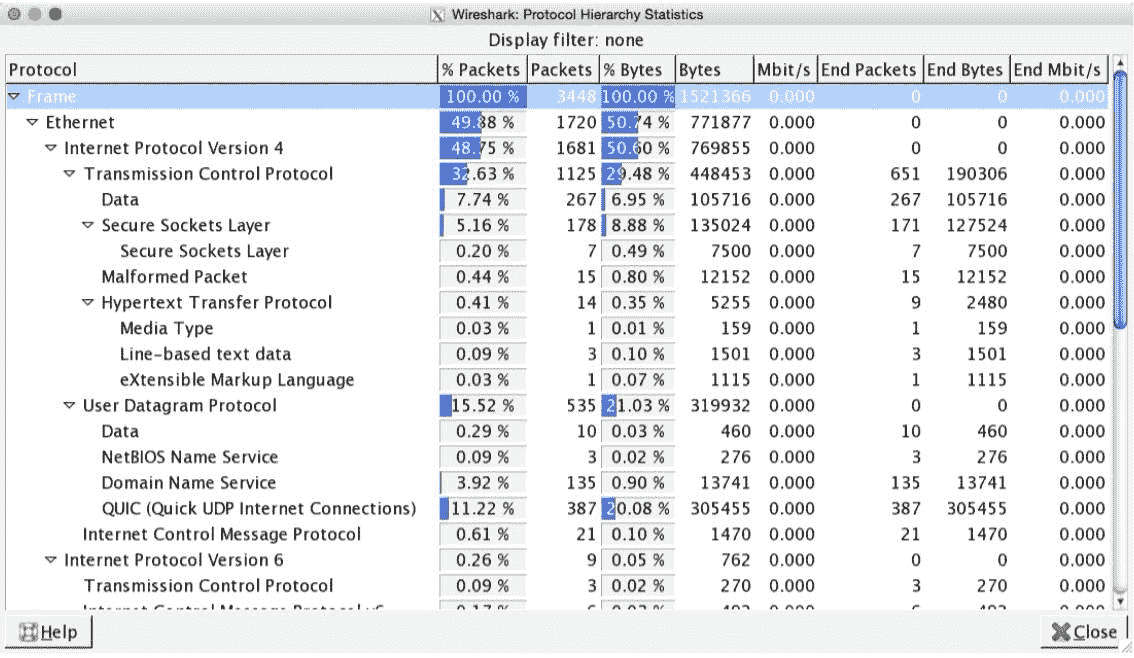 Wireshark: Protocol Hierarchy Statistics
Display filter: none
Protocol % Packets Packets % Bytes Bytes Mbit/s End Packets End Bytes End Mbit/s
Frame 100.00 % 3448 100.00 % 1521366 0.000 0 0 0.000
Ethernet 49.88 % 1720 50.74 % 771877 0.000 0 0 0.000
Internet Protocol Version 4 48.75 % 1681 50.60 % 769855 0.000 0 0 0.000
Transmission Control Protocol 32.63 % 1125 29.48 % 448453 0.000 651 190306 0.000
Data 7.74 % 267 6.95 % 105716 0.000 267 105716 0.000
Secure Sockets Layer 5.16 % 178 8.88 % 135024 0.000 171 127524 0.000
Secure Sockets Layer 0.20 % 7 0.49 % 7500 0.000 7 7500 0.000
Malformed Packet 0.44 % 15 0.80 % 12152 0.000 15 12152 0.000
Hypertext Transfer Protocol 0.41 % 14 0.35 % 5255 0.000 9 2480 0.000
Media Type 0.03 % 1 0.01 % 159 0.000 1 159 0.000
Line-based text data 0.09 % 3 0.10 % 1501 0.000 3 1501 0.000
eXtensible Markup Language 0.03 % 1 0.07 % 1115 0.000 1 1115 0.000
User Datagram Protocol 15.52 % 535 21.03 % 319932 0.000 0 0 0.000
Data 0.29 % 10 0.03 % 460 0.000 10 460 0.000
NetBIOS Name Service 0.09 % 3 0.02 % 276 0.000 3 276 0.000
Domain Name Service 3.92 % 135 0.90 % 13741 0.000 135 13741 0.000
QUIC (Quick UDP Internet Connections) 11.22 % 387 20.08 % 305455 0.000 387 305455 0.000
Internet Control Message Protocol 0.61 % 21 0.10 % 1470 0.000 21 1470 0.000
Internet Protocol Version 6 0.26 % 9 0.05 % 762 0.000 0 0 0.000
Transmission Control Protocol 0.09 % 3 0.02 % 270 0.000 3 270 0.000
Help Close